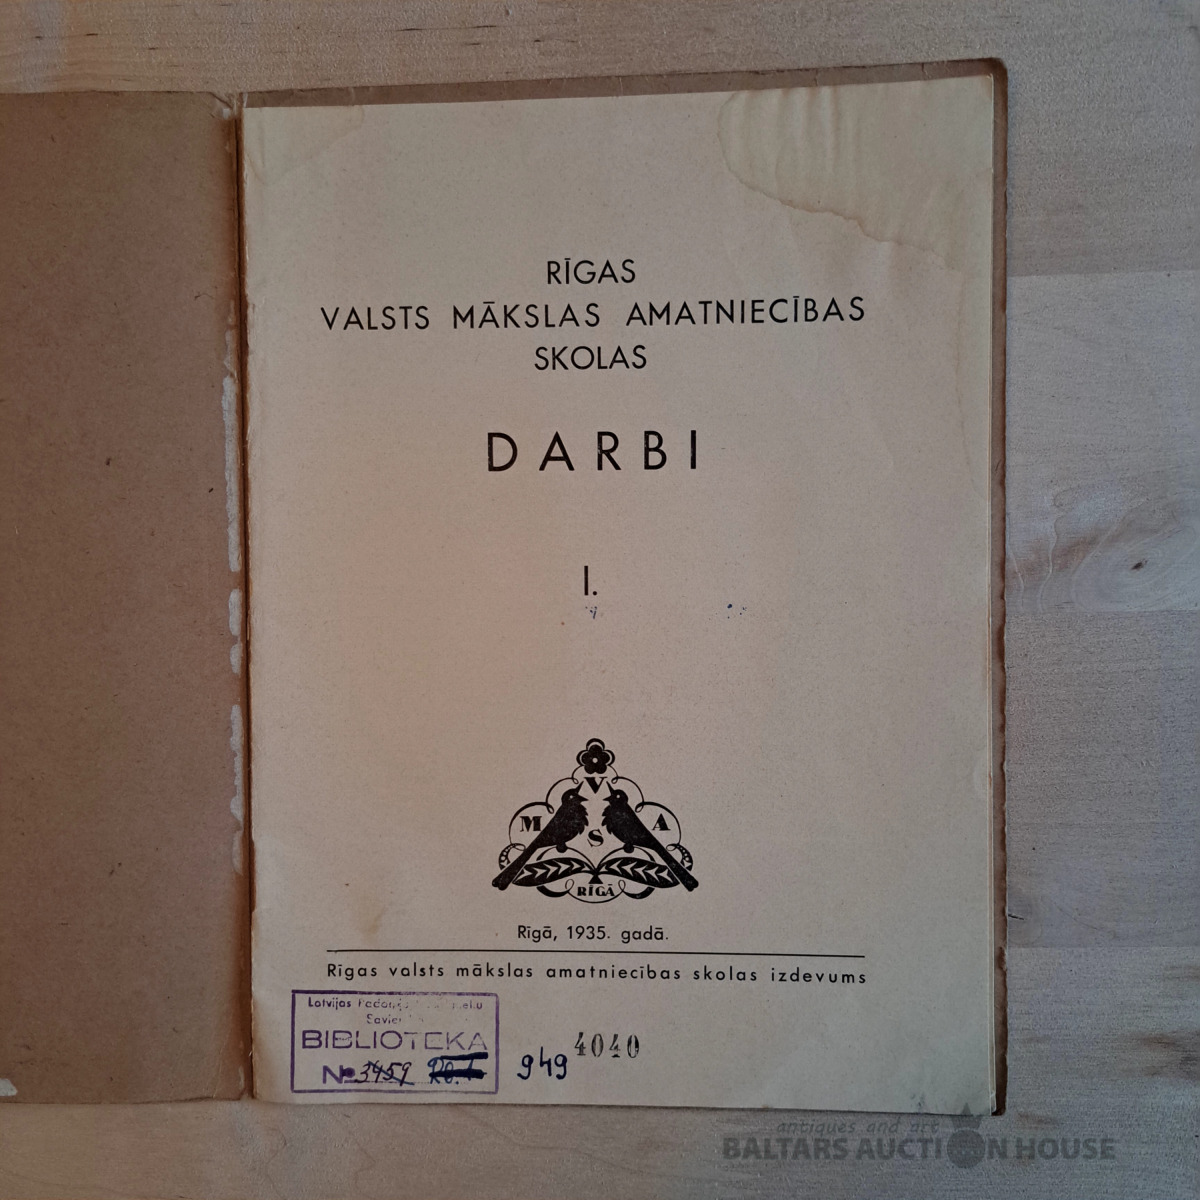 RĪGAS
VALSTS MĀKSLAS AMATNIECĪBAS
SKOLAS
DARBI
I.
V
M A
S
RĪGĀ
Rīgā, 1935. gadā.
Rīgas valsts mākslas amatniecības skolas izdevums
Latvijas
BIBLIOTEKA
№ 3459
949 4040
antiques and art
BALTARS AUCTION HOUSE